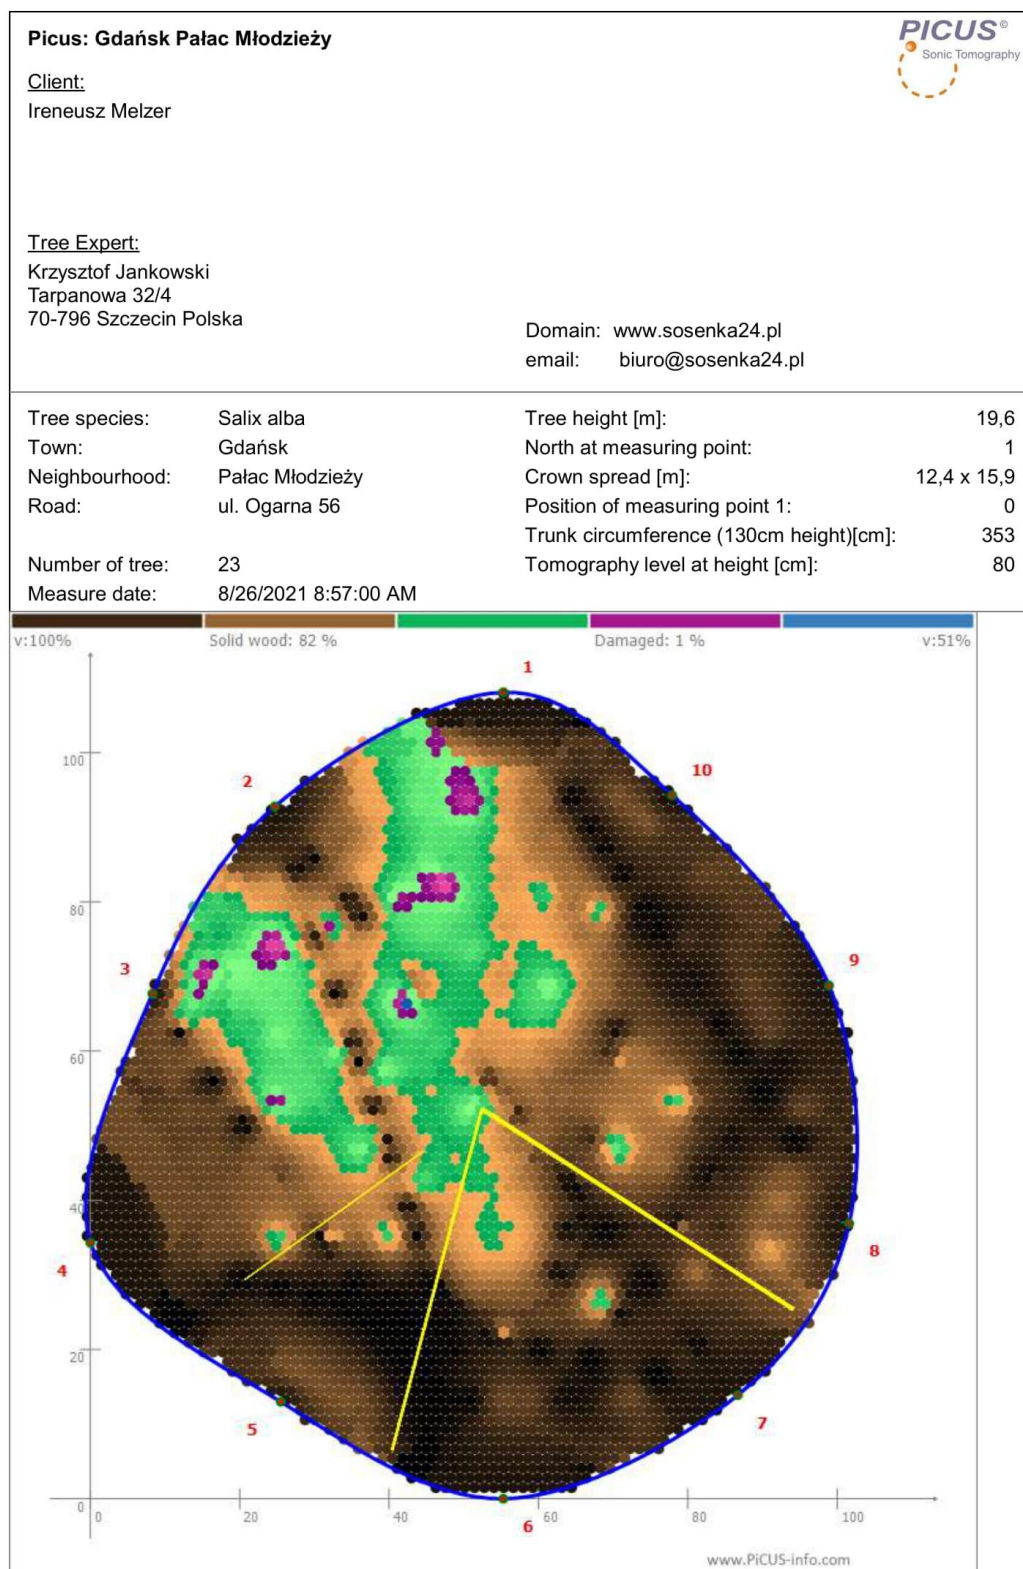 Picus: Gdańsk Pałac Młodzieży
PICUS©
Sonic Tomography
Client:
Ireneusz Melzer
Tree Expert:
Krzysztof Jankowski
Tarpanowa 32/4
70-796 Szczecin Polska
Domain: www.sosenka24.pl
email: biuro@sosenka24.pl
Tree species: Salix alba
Town: Gdańsk
Neighbourhood: Pałac Młodzieży
Road: ul. Ogarna 56
Number of tree: 23
Measure date: 8/26/2021 8:57:00 AM
Tree height [m]: 19,6
North at measuring point: 1
Crown spread [m]: 12,4 x 15,9
Position of measuring point 1: 0
Trunk circumference (130cm height)[cm]: 353
Tomography level at height [cm]: 80
v:100% Solid wood: 82 % Damaged: 1 % v:51%
1
10
2
100
80
9
3
60
40
8
4
20
7
5
0
0 20 40 60 80 100
6
www.PiCUS-info.com